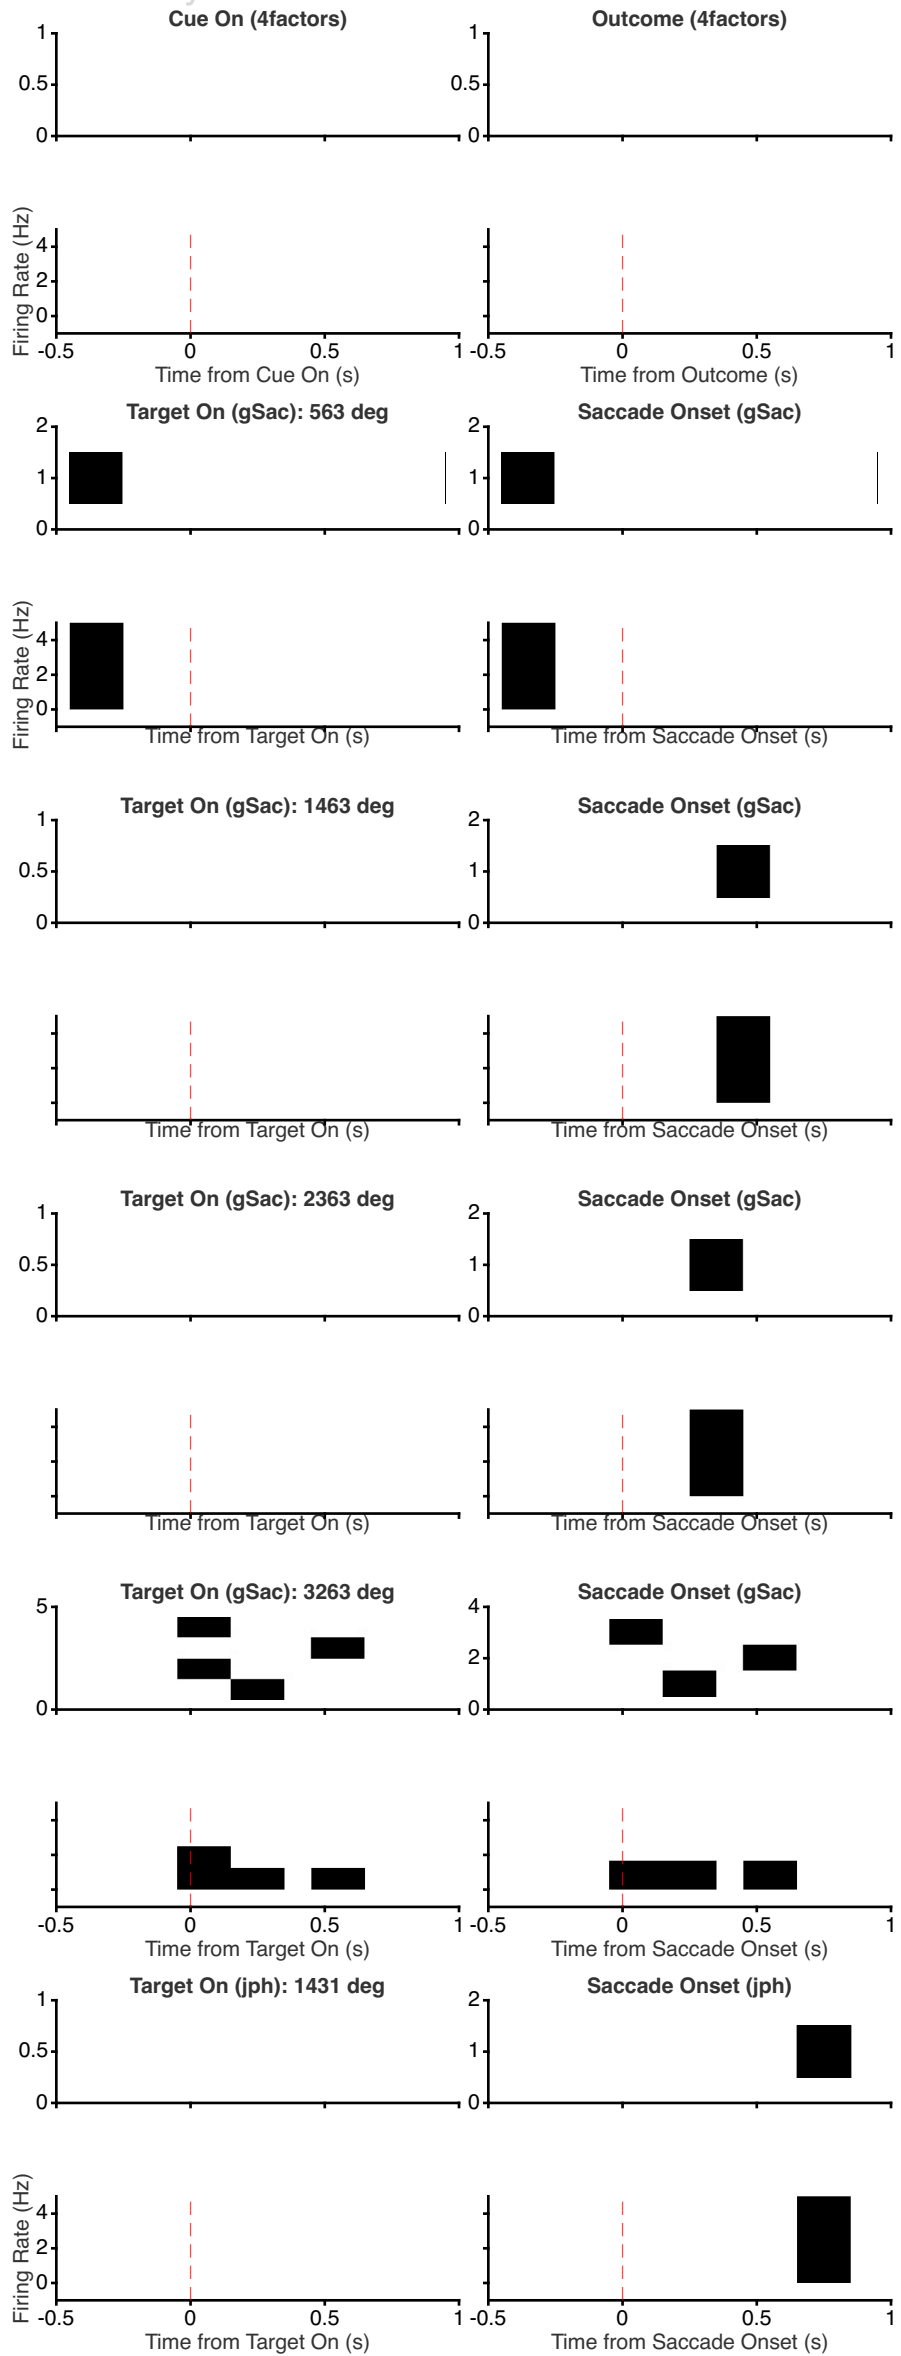 Cue On (4factors) Outcome (4factors)
1 1
0.5 0.5
0 0
Firing Rate (Hz)
4
2
0
-0.5 0 0.5 1 -0.5 0 0.5 1
Time from Cue On (s) Time from Outcome (s)
Target On (gSac): 563 deg Saccade Onset (gSac)
2 2
1 1
0 0
Firing Rate (Hz)
4
2
0
Time from Target On (s) Time from Saccade Onset (s)
Target On (gSac): 1463 deg Saccade Onset (gSac)
1 2
0.5 1
0 0
Time from Target On (s) Time from Saccade Onset (s)
Target On (gSac): 2363 deg Saccade Onset (gSac)
1 2
0.5 1
0 0
Time from Target On (s) Time from Saccade Onset (s)
Target On (gSac): 3263 deg Saccade Onset (gSac)
5 4
2
0 0
-0.5 0 0.5 1 -0.5 0 0.5 1
Time from Target On (s) Time from Saccade Onset (s)
Target On (jph): 1431 deg Saccade Onset (jph)
1 2
0.5 1
0 0
Firing Rate (Hz)
4
2
0
-0.5 0 0.5 1 -0.5 0 0.5 1
Time from Target On (s) Time from Saccade Onset (s)